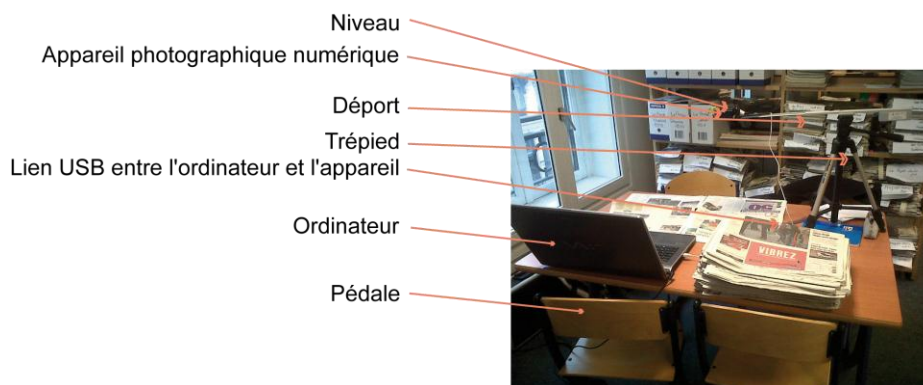 Niveau
Appareil photographique numérique
Déport
Trépied
Lien USB entre l'ordinateur et l'appareil
Ordinateur
Pédale
VIBREZ